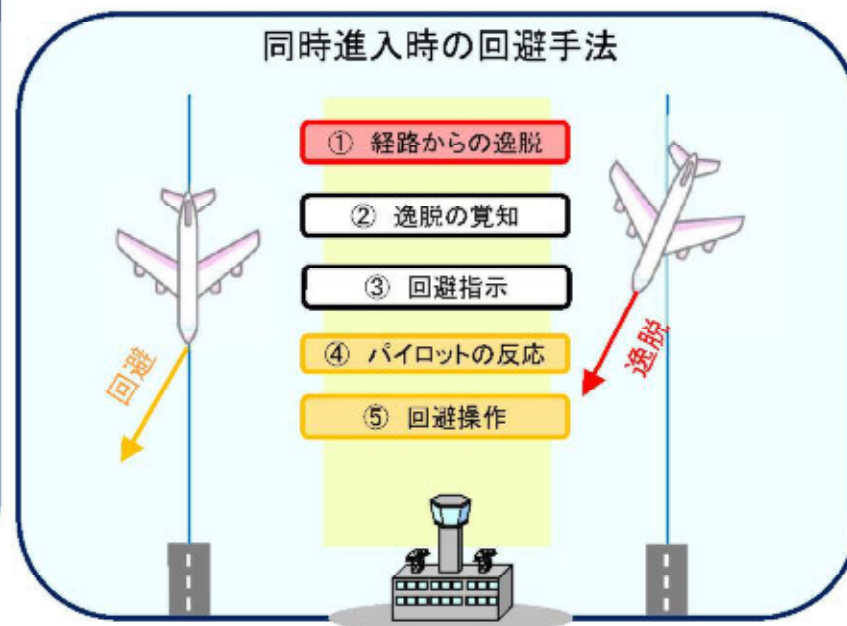 同時進入時の回避手法
① 経路からの逸脱
② 逸脱の覚知
③ 回避指示
④ パイロットの反応
⑤ 回避操作
回避
逸脱